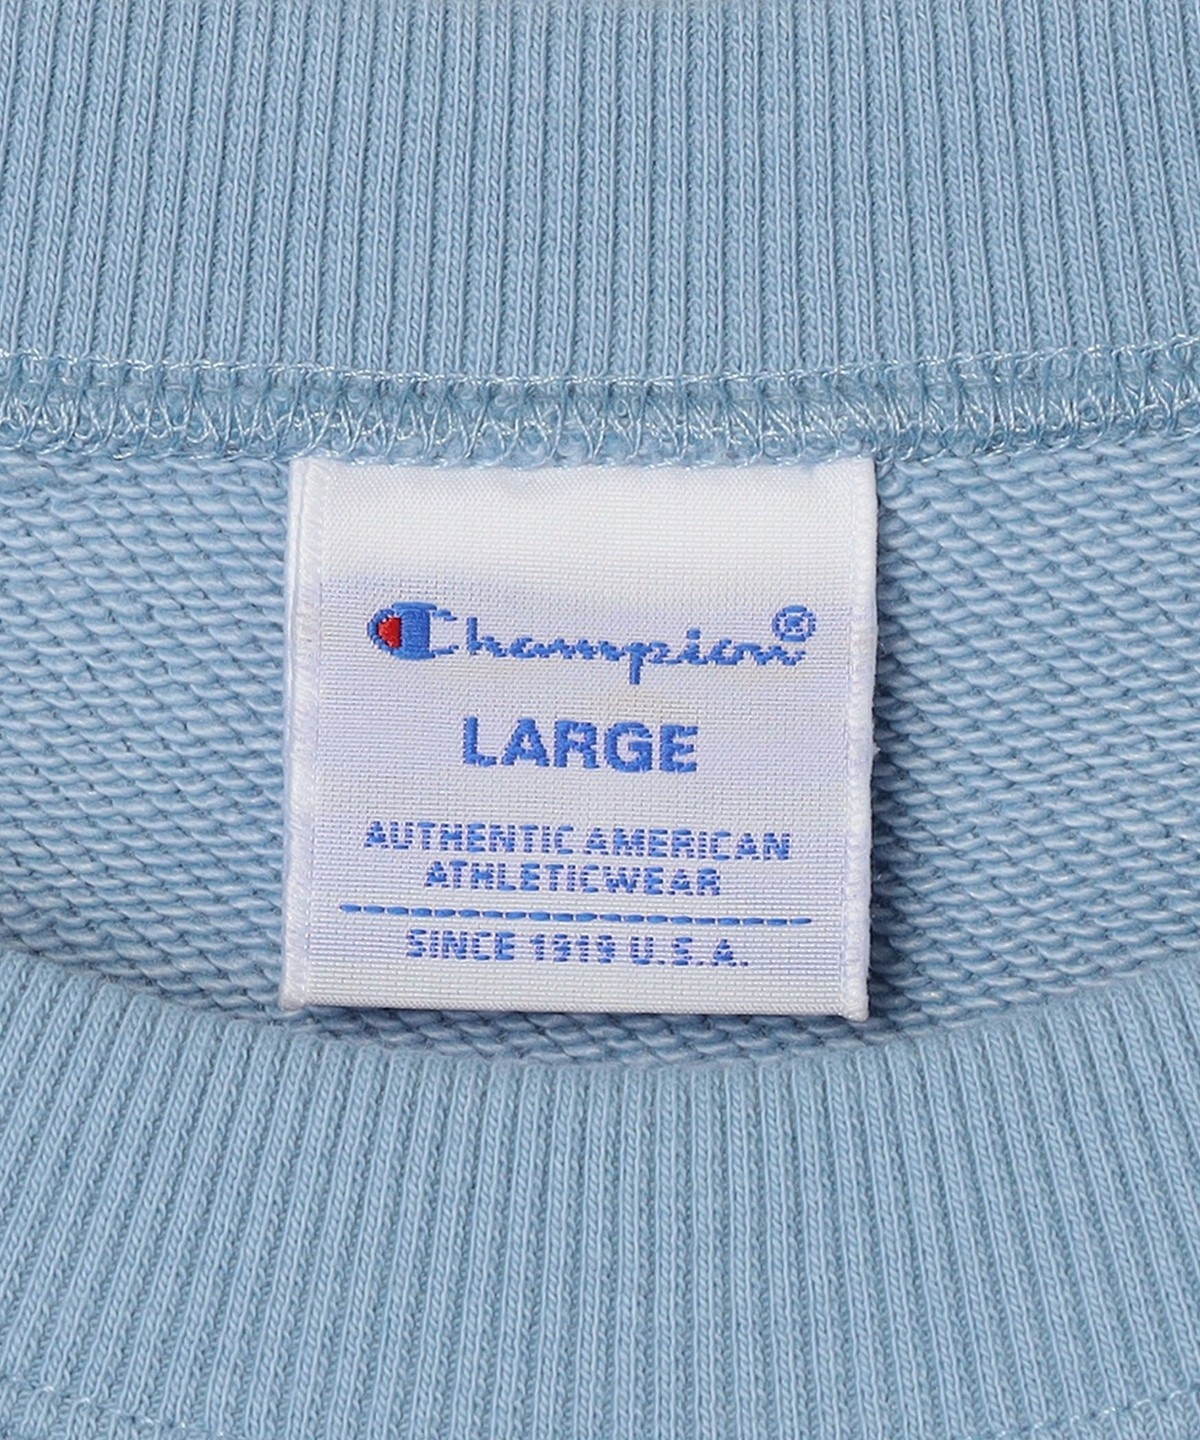 Champion®
LARGE
AUTHENTIC AMERICAN
ATHLETICWEAR
SINCE 1919 U.S.A.